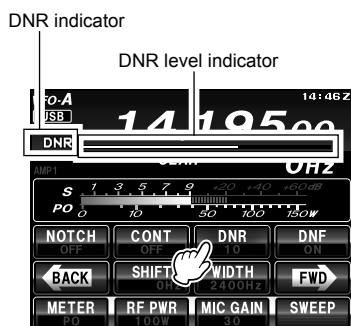 DNR indicator
DNR level indicator
VFO-A
14:46Z
USB
14,195,00
DNR
AMP1
0Hz
S 1 3 5 7 9 +20 +40 +60dB
PO 0 10 50 100 150W
NOTCH CONT DNR DNF
OFF OFF 10 ON
BACK SHIFT WIDTH FWD
0Hz 2400Hz
METER RF PWR MIC GAIN SWEEP
PO 100W 30